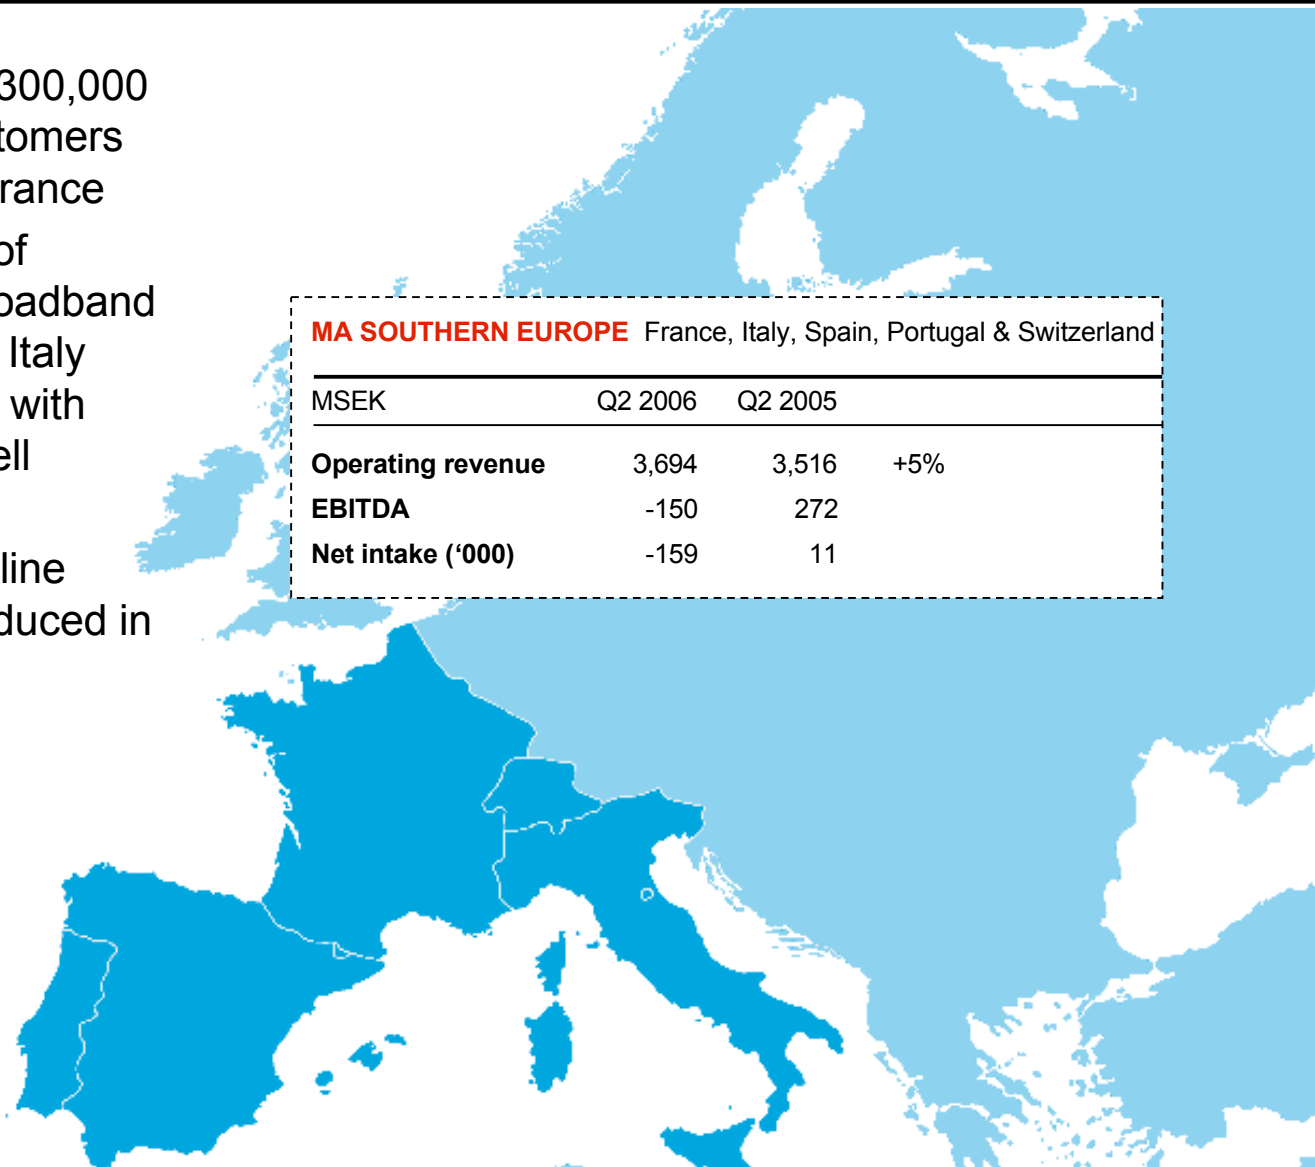 300,000
tomers
rance
of
oadband
Italy
with
ell
line
duced in
MA SOUTHERN EUROPE France, Italy, Spain, Portugal & Switzerland
MSEK Q2 2006 Q2 2005
Operating revenue 3,694 3,516 +5%
EBITDA -150 272
Net intake (‘000) -159 11